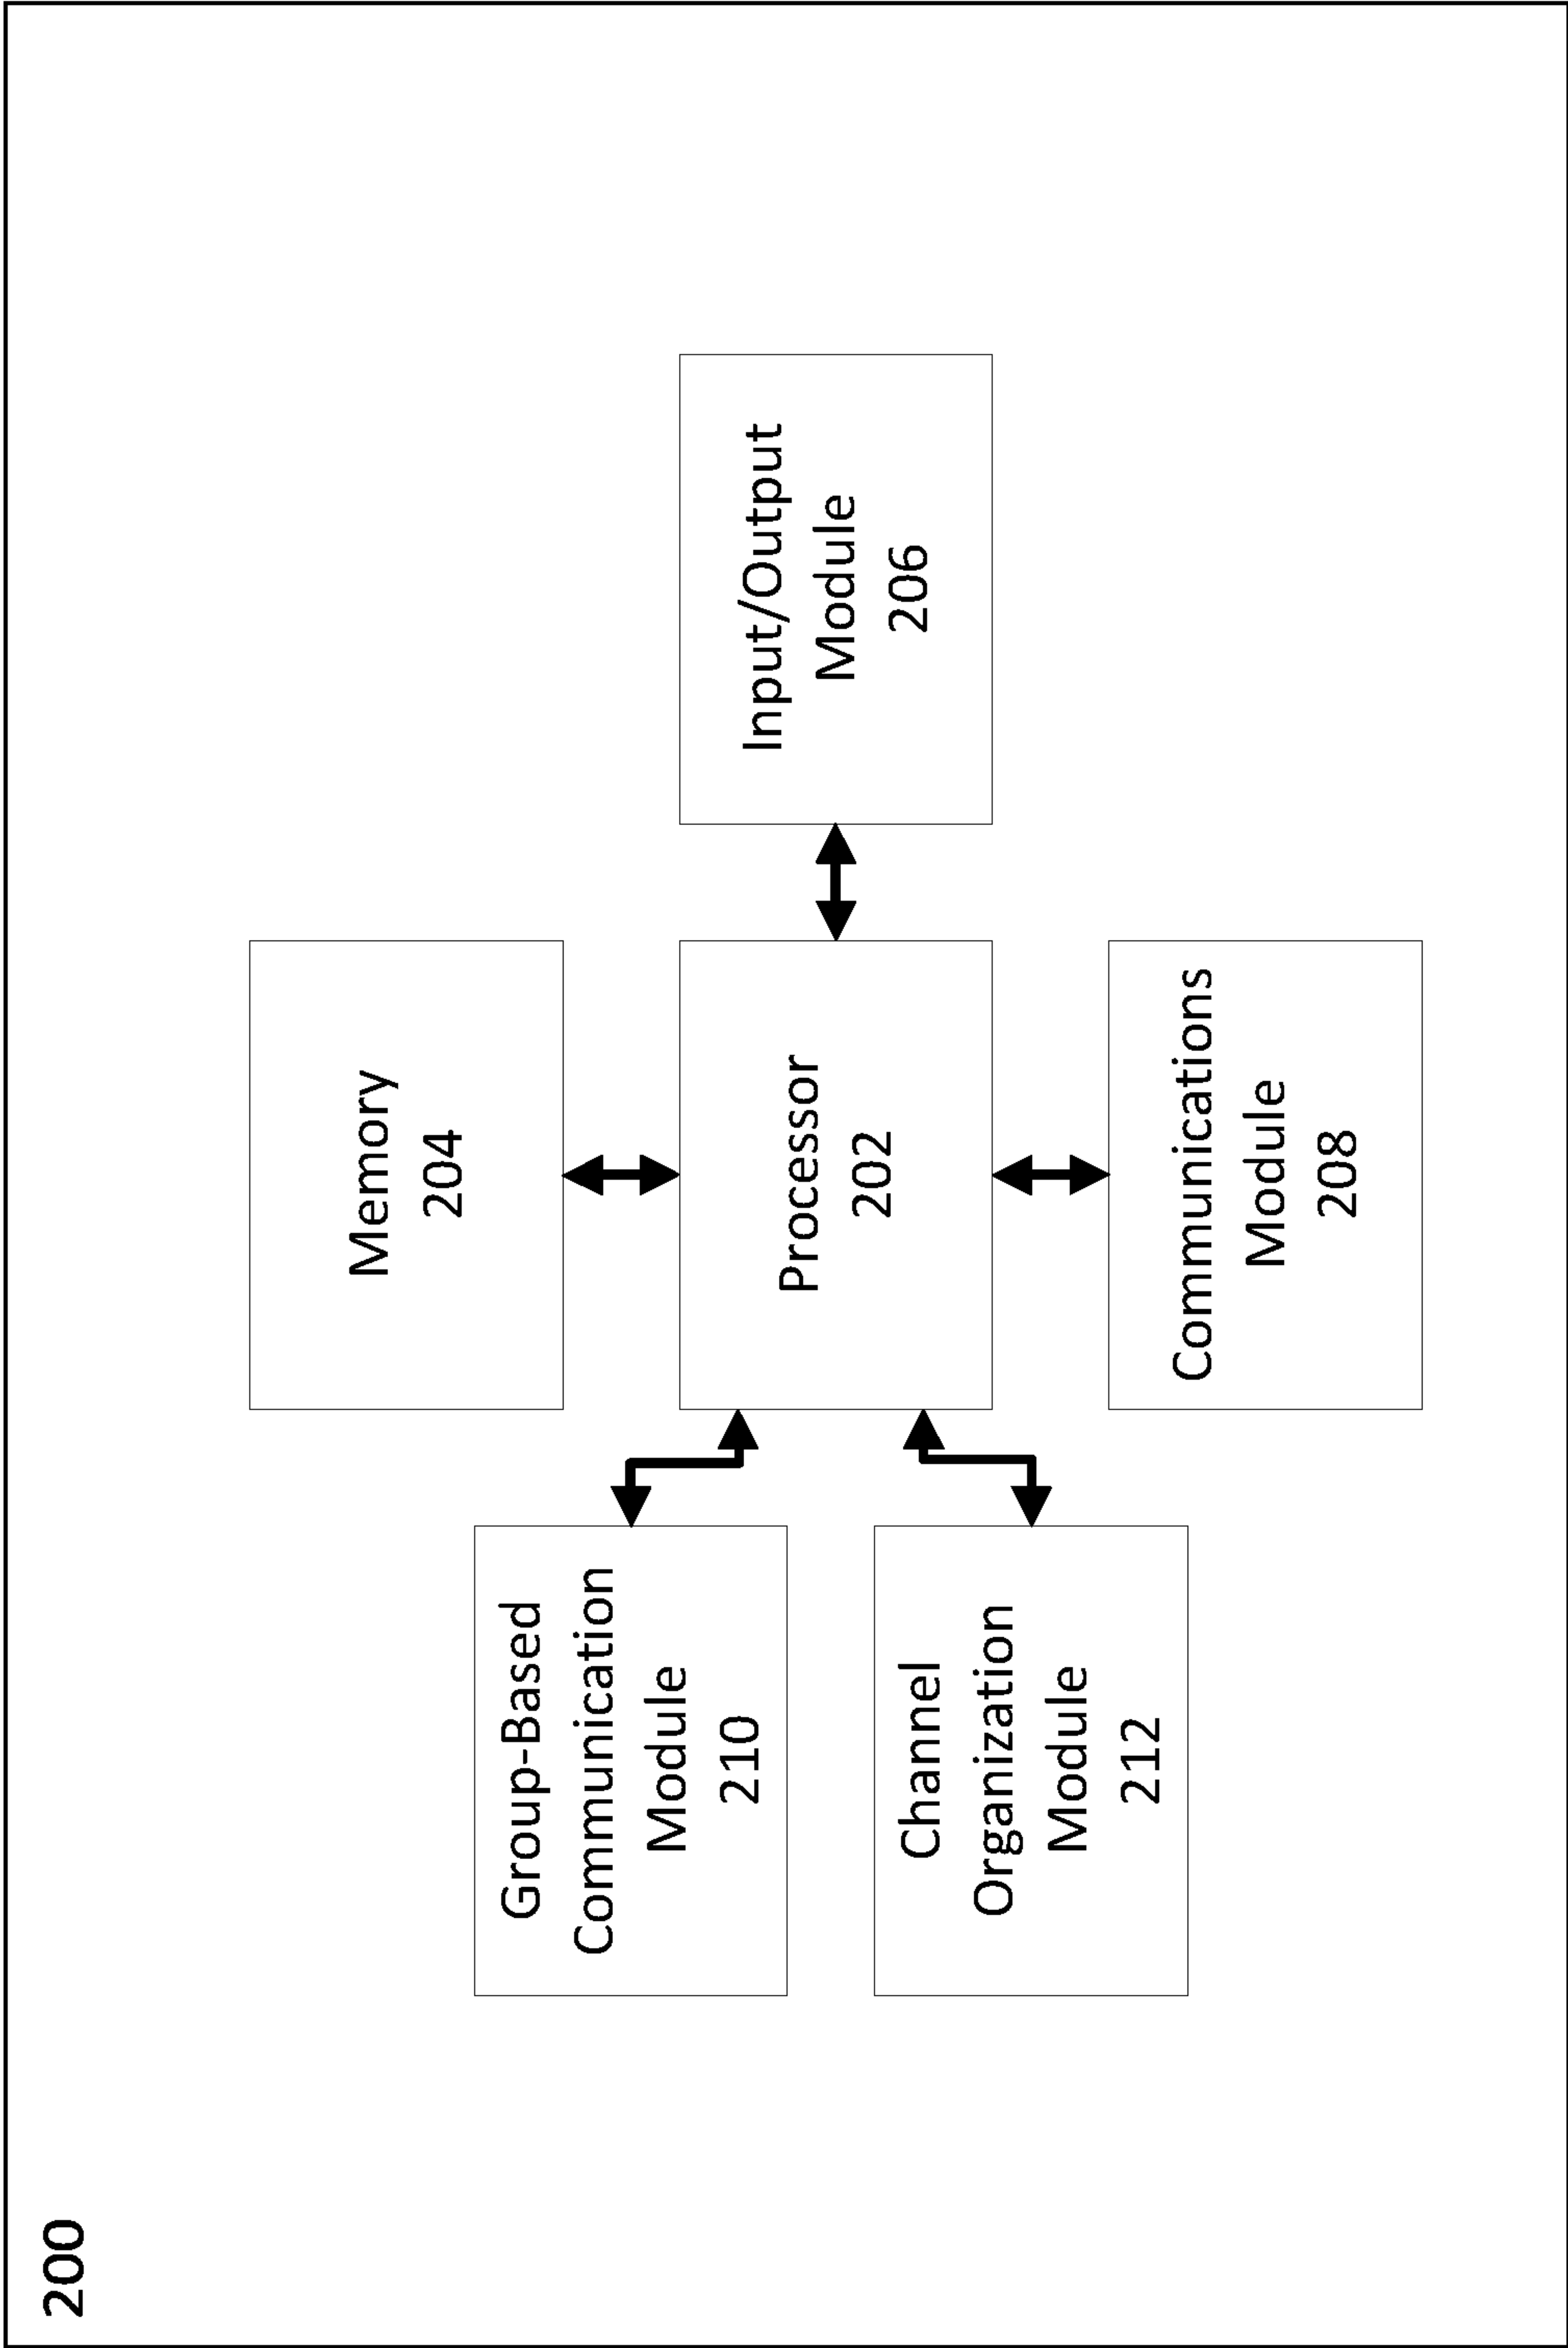 200
Memory
204
Group-Based
Communication
Module
210
Processor
202
Input/Output
Module
206
Channel
Organization
Module
212
Communications
Module
208